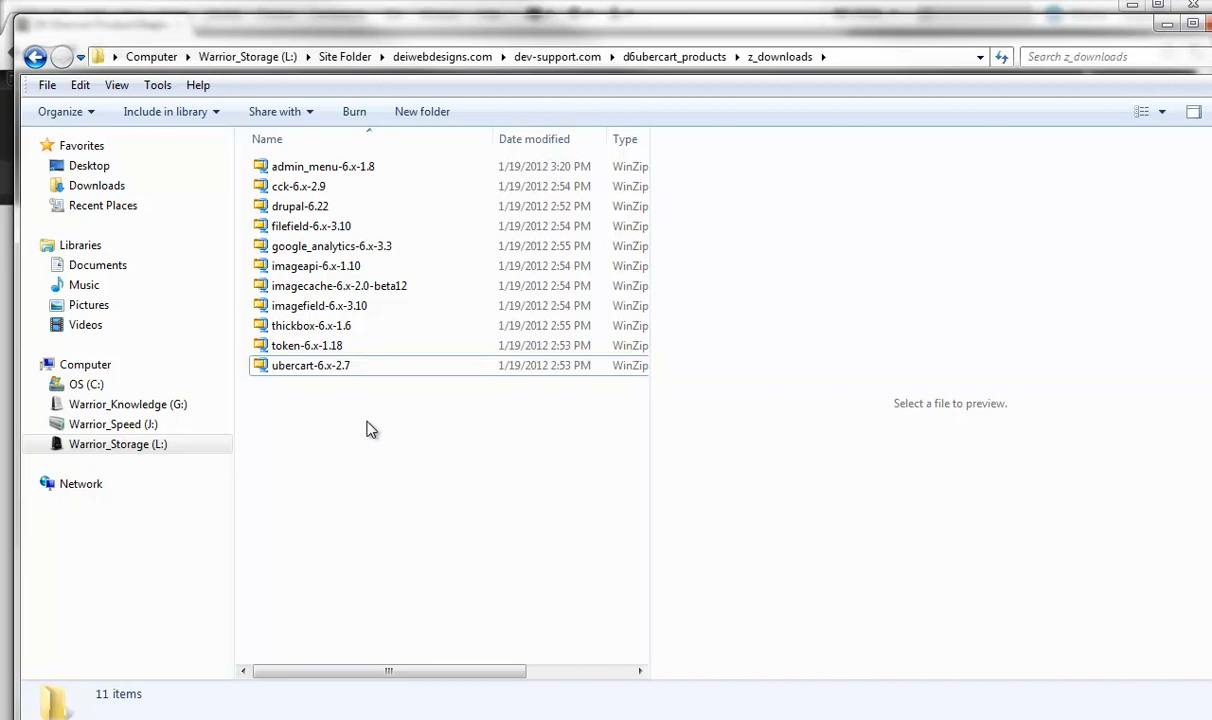 Computer Warrior_Storage (L:) Site Folder deiwebdesigns.com dev-support.com d6ubercart_products z_downloads Search z_downloads
File Edit View Tools Help
Organize Include in library Share with Burn New folder
Name Date modified Type
Favorites
Desktop
Downloads
Recent Places
Libraries
Documents
Music
Pictures
Videos
Computer
OS (C:)
Warrior_Knowledge (G:)
Warrior_Speed (J:)
Warrior_Storage (L:)
Network
admin_menu-6.x-1.8 1/19/2012 3:20 PM WinZip
cck-6.x-2.9 1/19/2012 2:54 PM WinZip
drupal-6.22 1/19/2012 2:52 PM WinZip
filefield-6.x-3.10 1/19/2012 2:54 PM WinZip
google_analytics-6.x-3.3 1/19/2012 2:55 PM WinZip
imageapi-6.x-1.10 1/19/2012 2:54 PM WinZip
imagecache-6.x-2.0-beta12 1/19/2012 2:54 PM WinZip
imagefield-6.x-3.10 1/19/2012 2:54 PM WinZip
thickbox-6.x-1.6 1/19/2012 2:55 PM WinZip
token-6.x-1.18 1/19/2012 2:53 PM WinZip
ubercart-6.x-2.7 1/19/2012 2:53 PM WinZip
Select a file to preview.
11 items